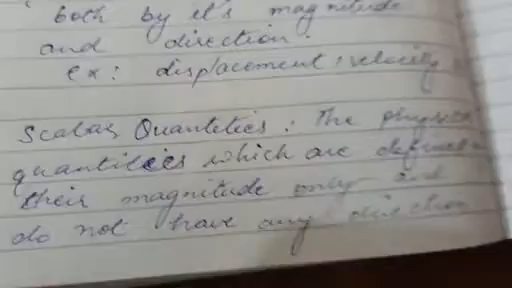 both by it's magnitude
and direction.
ex: displacement, velocity
Scalar Quantities: The physical
quantities which are defined
their magnitude only and
do not have any direction